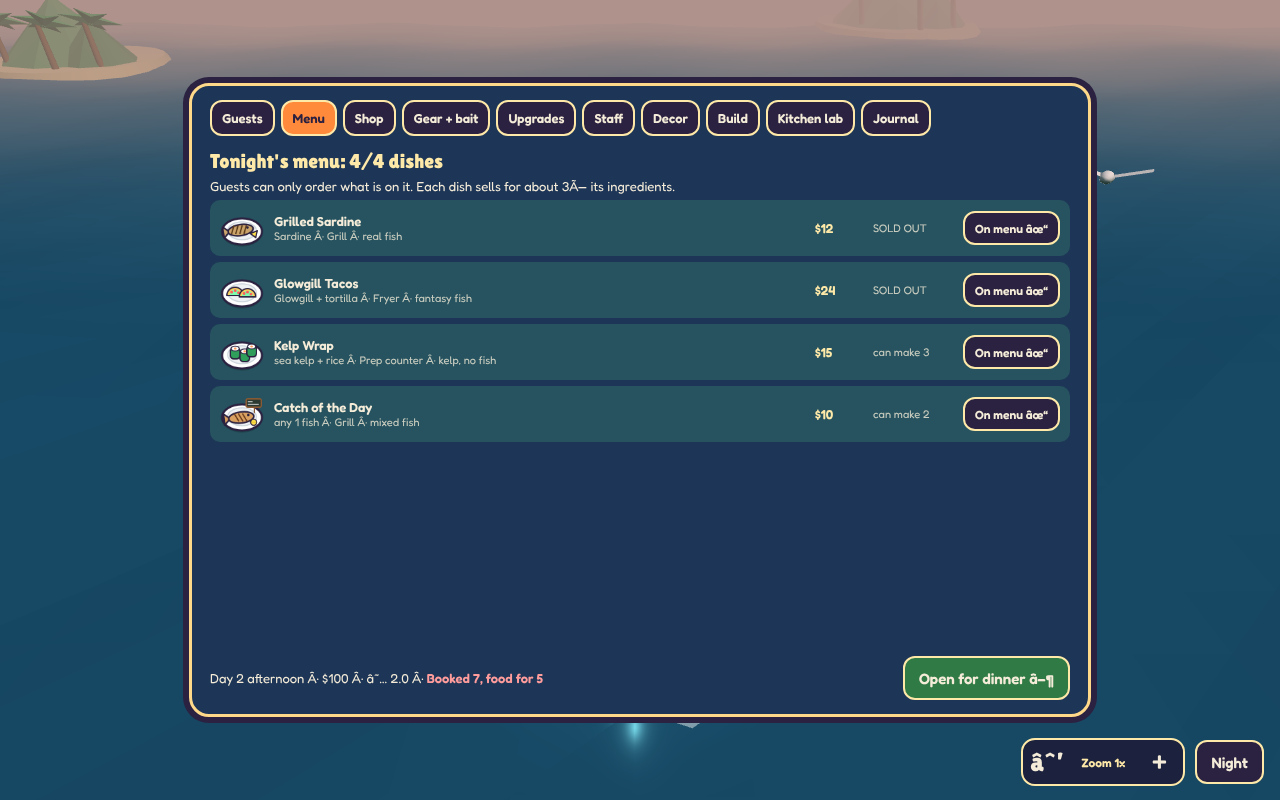 Guests Menu Shop Gear + bait Upgrades Staff Decor Build Kitchen lab Journal
Tonight's menu: 4/4 dishes
Guests can only order what is on it. Each dish sells for about 3Ã— its ingredients.
Grilled Sardine
Sardine Â· Grill Â· real fish
$12 SOLD OUT On menu âœ“
Glowgill Tacos
Glowgill + tortilla Â· Fryer Â· fantasy fish
$24 SOLD OUT On menu âœ“
Kelp Wrap
sea kelp + rice Â· Prep counter Â· kelp, no fish
$15 can make 3 On menu âœ“
Catch of the Day
any 1 fish Â· Grill Â· mixed fish
$10 can make 2 On menu âœ“
Day 2 afternoon Â· $100 Â· â˜… 2.0 Â· Booked 7, food for 5
Open for dinner â–¶
âˆ’ Zoom 1x + Night